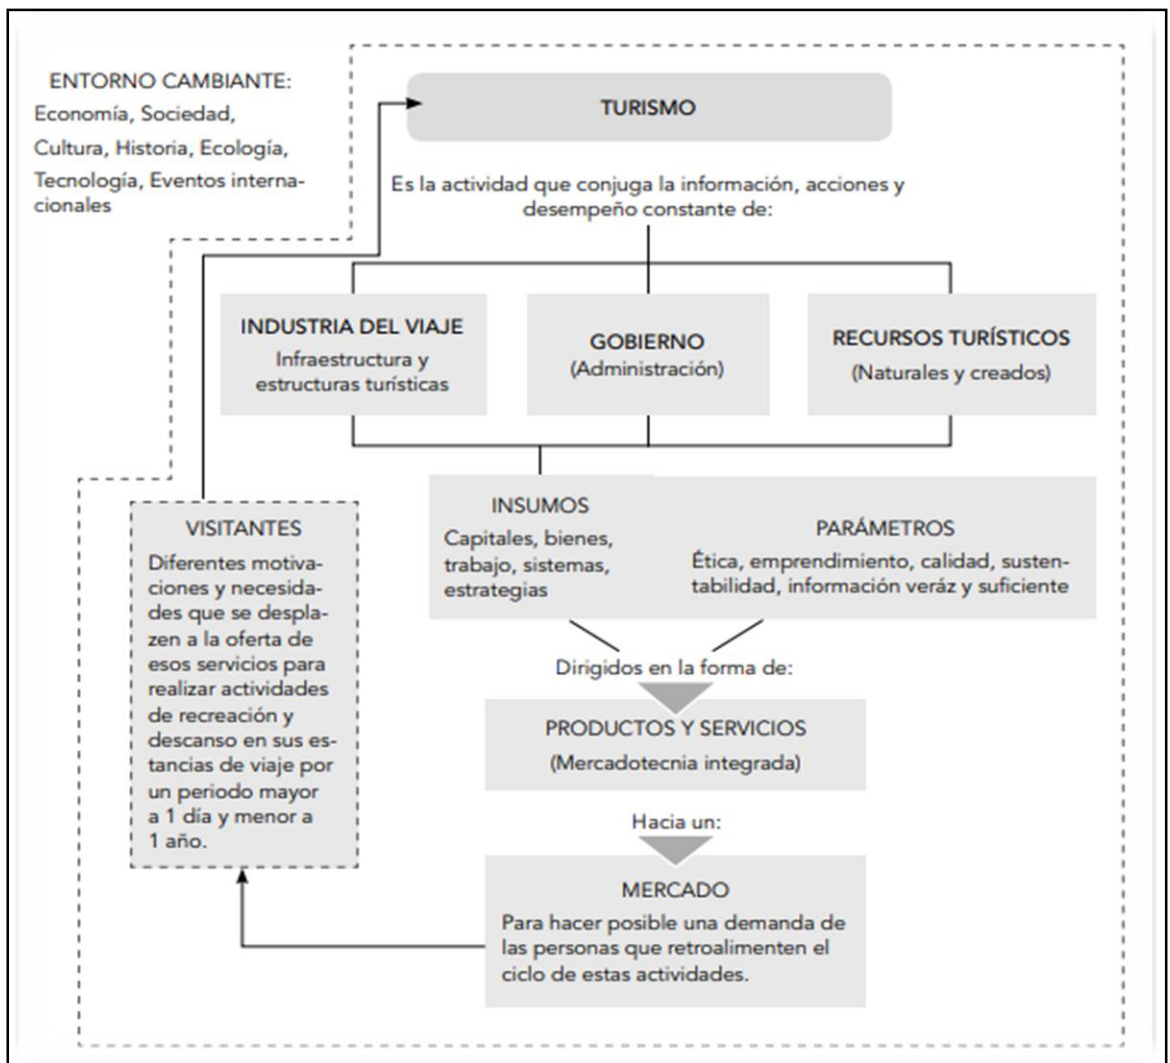 ENTORNO CAMBIANTE:
Economía, Sociedad,
Cultura, Historia, Ecología,
Tecnología, Eventos interna-
cionales
TURISMO
Es la actividad que conjuga la información, acciones y
desempeño constante de:
INDUSTRIA DEL VIAJE
Infraestructura y
estructuras turísticas
GOBIERNO
(Administración)
RECURSOS TURÍSTICOS
(Naturales y creados)
INSUMOS
Capitales, bienes,
trabajo, sistemas,
estrategias
PARÁMETROS
Ética, emprendimiento, calidad, susten-
tabilidad, información veráz y suficiente
Dirigidos en la forma de:
PRODUCTOS Y SERVICIOS
(Mercadotecnia integrada)
Hacia un:
MERCADO
Para hacer posible una demanda de
las personas que retroalimenten el
ciclo de estas actividades.
VISITANTES
Diferentes motiva-
ciones y necesida-
des que se despla-
zen a la oferta de
esos servicios para
realizar actividades
de recreación y
descanso en sus es-
tancias de viaje por
un periodo mayor
a 1 día y menor a
1 año.